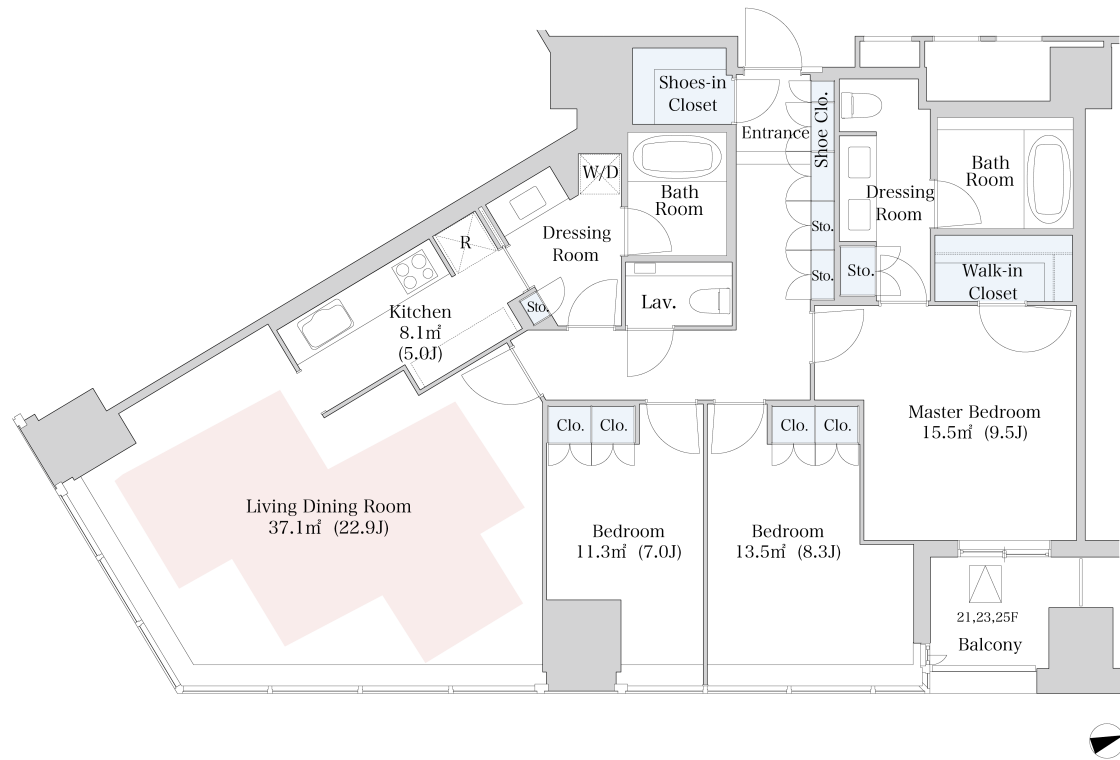 Shoes-in
Closet
Entrance
Shoe Clo.
W/D
Bath
Room
Bath
Room
Dressing
Room
R
Dressing
Room
Sto.
Sto.
Sto.
Walk-in
Closet
Lav.
Sto.
Kitchen
8.1㎡
(5.0J)
Clo.
Clo.
Clo.
Clo.
Master Bedroom
15.5㎡ (9.5J)
Living Dining Room
37.1㎡ (22.9J)
Bedroom
11.3㎡ (7.0J)
Bedroom
13.5㎡ (8.3J)
21,23,25F
Balcony